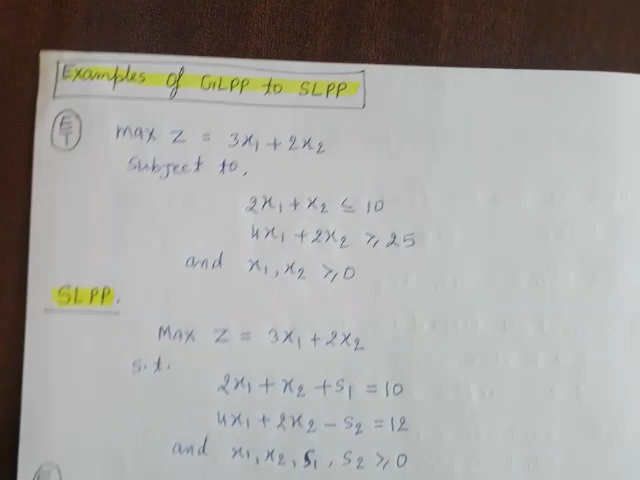 Examples of GLPP to SLPP
E1
max Z = 3x₁ + 2x₂
Subject to,
2x₁ + x₂ ≤ 10
4x₁ + 2x₂ ≥ 25
and x₁, x₂ ≥ 0
SLPP.
Max Z = 3x₁ + 2x₂
s.t.
2x₁ + x₂ + s₁ = 10
4x₁ + 2x₂ - s₂ = 12
and x₁, x₂, s₁, s₂ ≥ 0